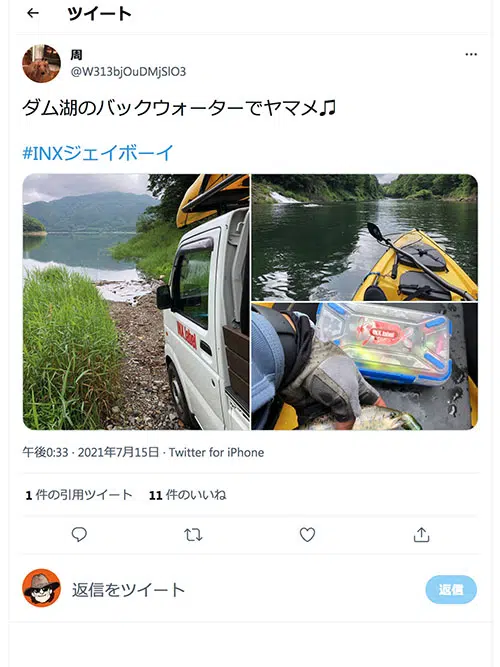 ツイート
周
@W313bjOuDMjSlO3
ダム湖のバックウォーターでヤマメ♫
#INXジェイボーイ
午後0:33 · 2021年7月15日 · Twitter for iPhone
1 件の引用ツイート 11 件のいいね
返信をツイート
返信